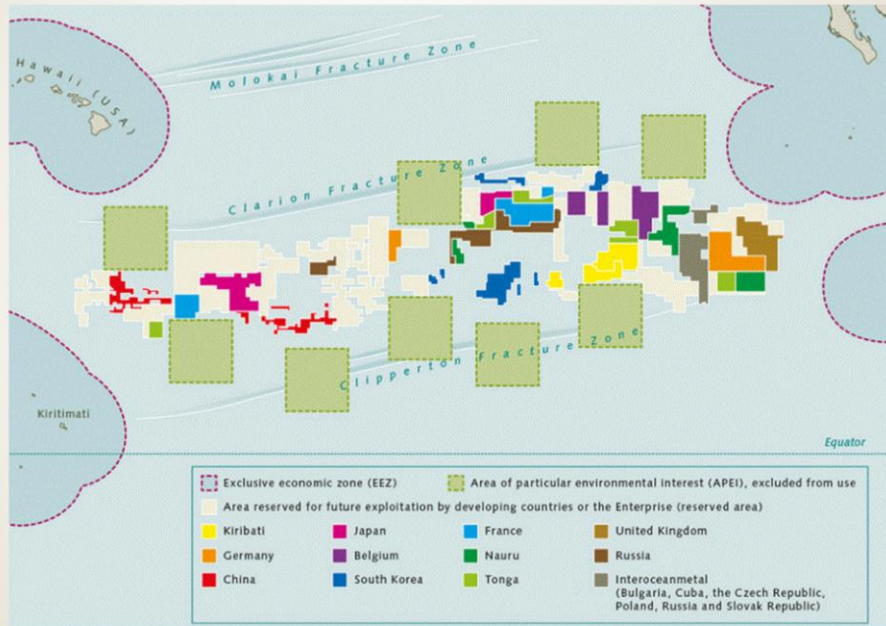 Hawaii (USA)
Molokai Fracture Zone
Clarion Fracture Zone
Clipperton Fracture Zone
Kiritimati
Equator
Exclusive economic zone (EEZ)
Area of particular environmental interest (APEI), excluded from use
Area reserved for future exploitation by developing countries or the Enterprise (reserved area)
Kiribati
Japan
France
United Kingdom
Germany
Belgium
Nauru
Russia
China
South Korea
Tonga
Interoceanmetal
(Bulgaria, Cuba, the Czech Republic,
Poland, Russia and Slovak Republic)